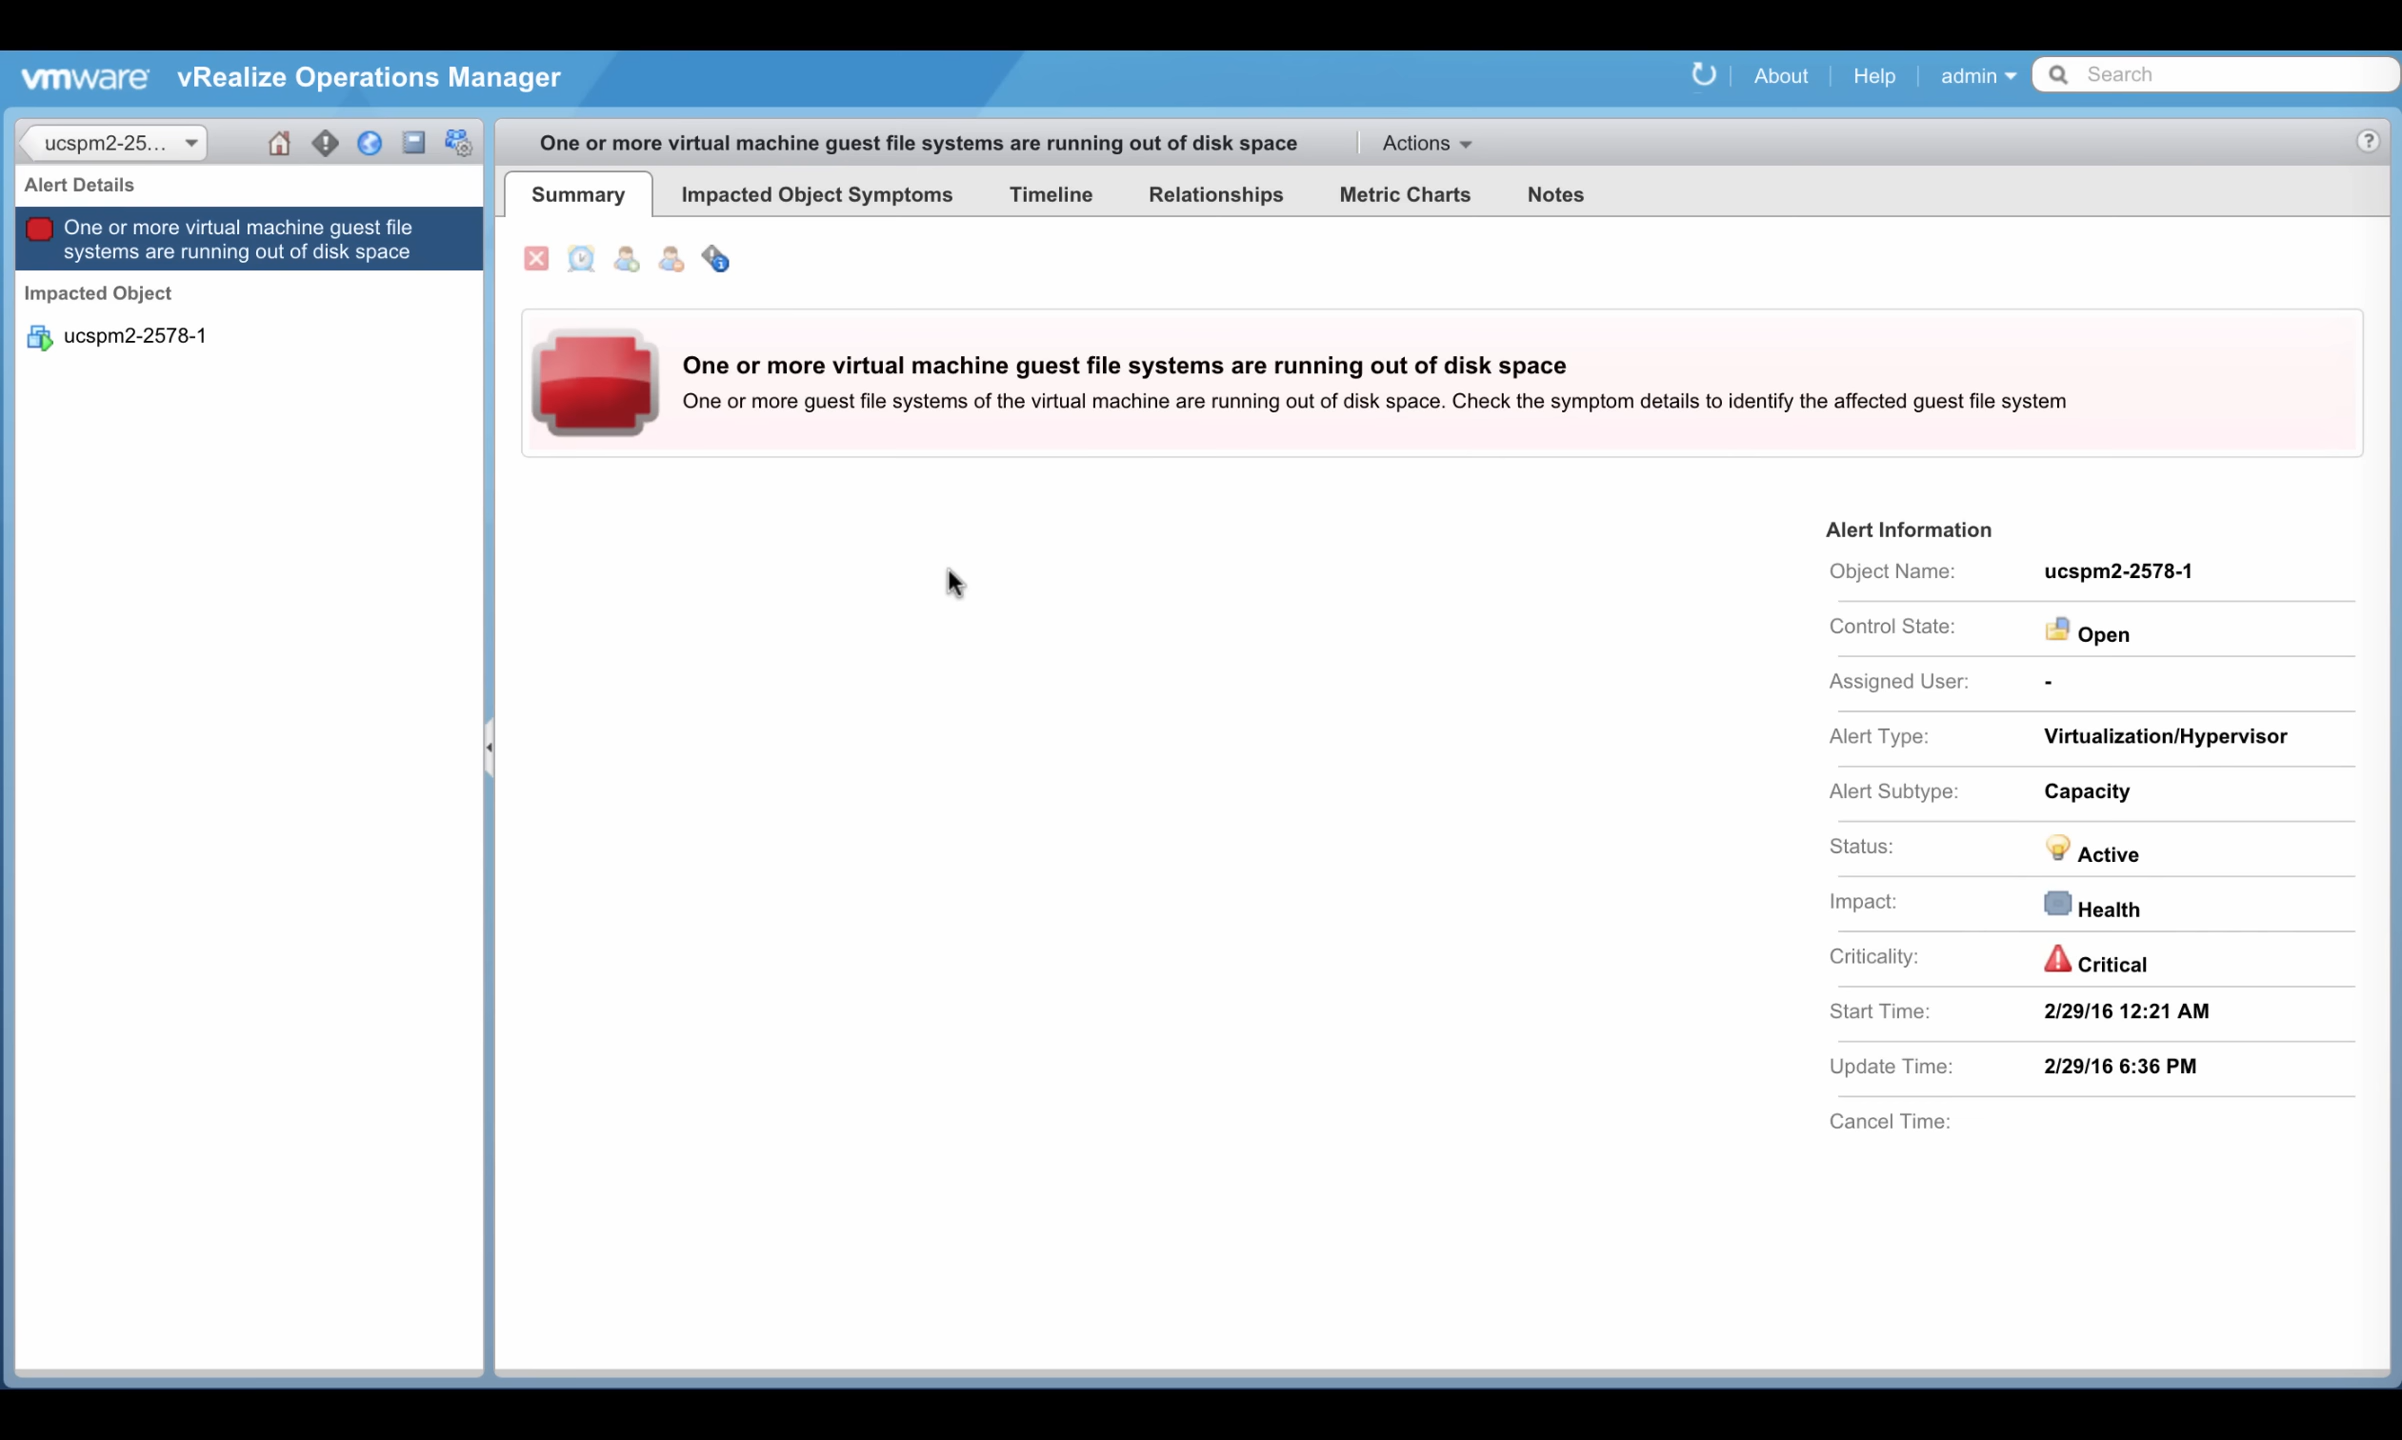 vmware vRealize Operations Manager About Help admin Search
ucspm2-25... One or more virtual machine guest file systems are running out of disk space Actions ?
Alert Details
One or more virtual machine guest file
systems are running out of disk space
Impacted Object
ucspm2-2578-1
Summary Impacted Object Symptoms Timeline Relationships Metric Charts Notes
One or more virtual machine guest file systems are running out of disk space
One or more guest file systems of the virtual machine are running out of disk space. Check the symptom details to identify the affected guest file system
Alert Information
Object Name: ucspm2-2578-1
Control State: Open
Assigned User: -
Alert Type: Virtualization/Hypervisor
Alert Subtype: Capacity
Status: Active
Impact: Health
Criticality: Critical
Start Time: 2/29/16 12:21 AM
Update Time: 2/29/16 6:36 PM
Cancel Time: